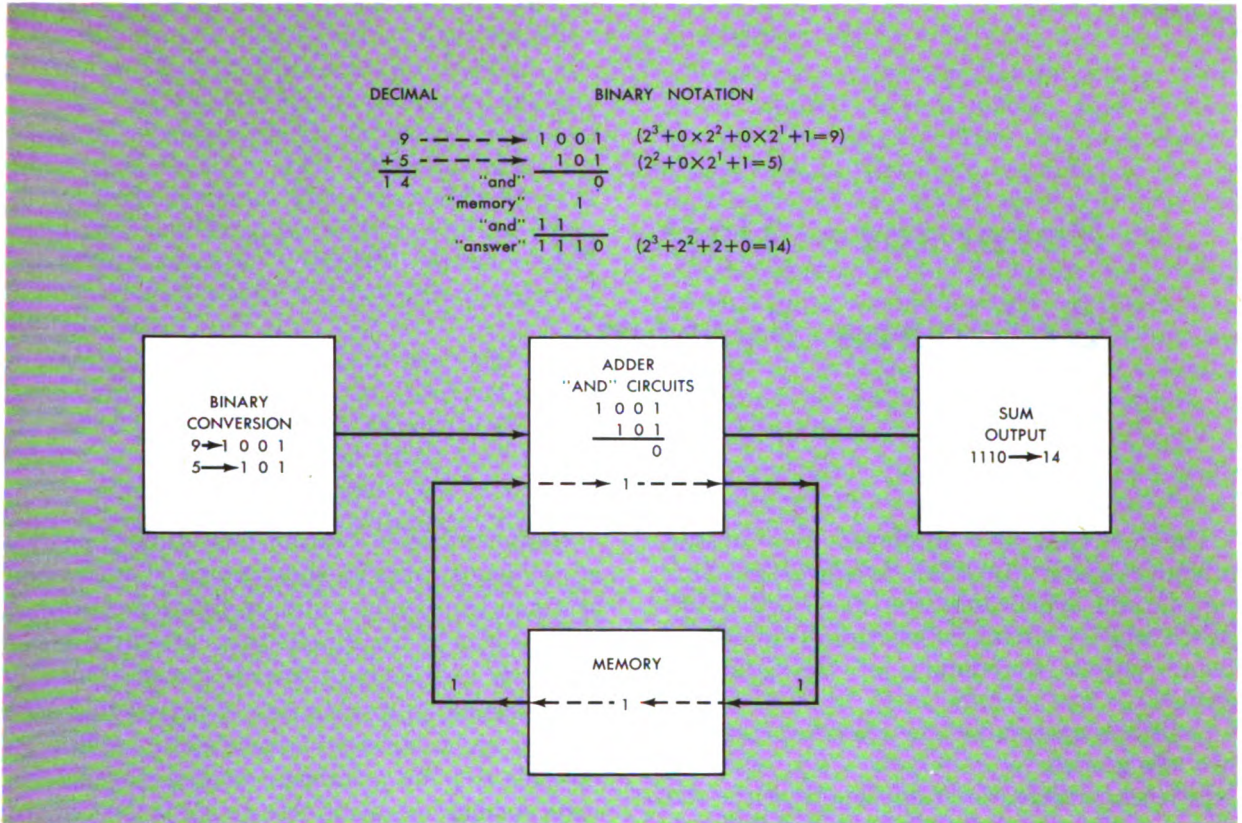 DECIMAL BINARY NOTATION
9 1 0 0 1 (2³+0×2²+0×2¹+1=9)
+5 1 0 1 (2²+0×2¹+1=5)
1 4 "and" 0
"memory" 1
"and" 1 1
"answer" 1 1 1 0 (2³+2²+2+0=14)
BINARY
CONVERSION
9→1 0 0 1
5→1 0 1
ADDER
"AND" CIRCUITS
1 0 0 1
1 0 1
0
1
SUM
OUTPUT
1110→14
MEMORY
1 1 1